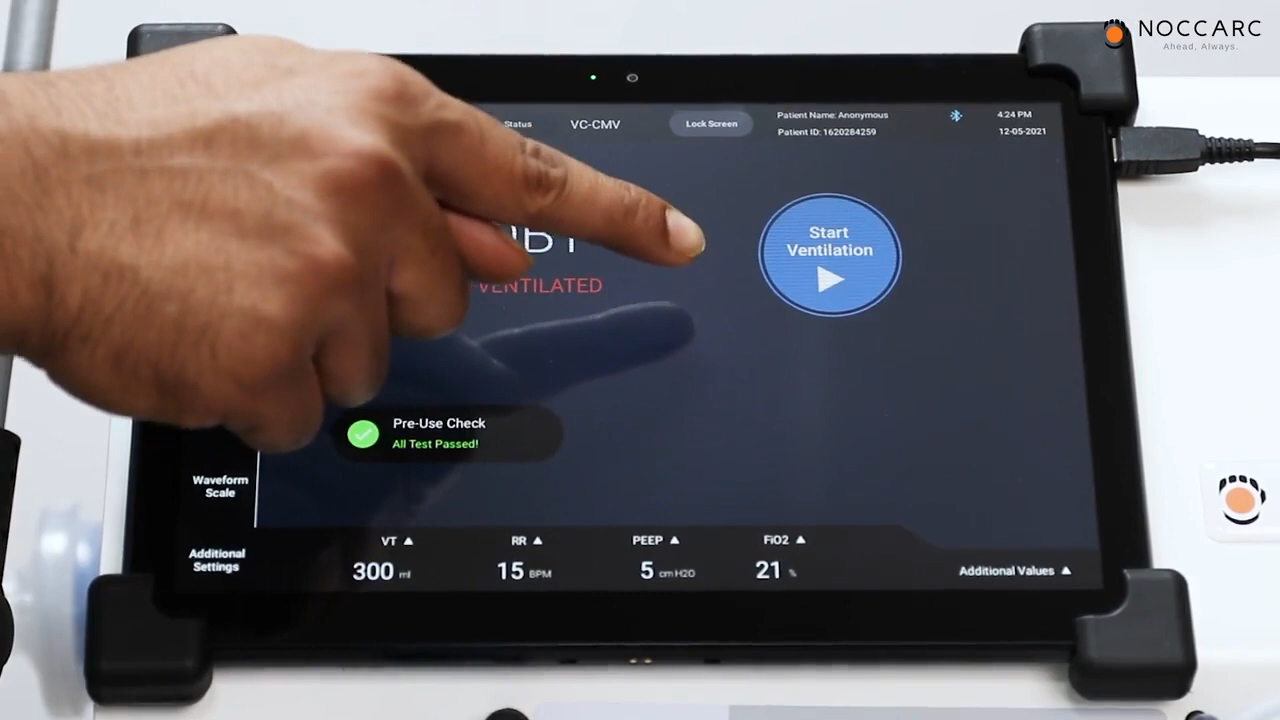 NOCCARC
Ahead, Always.
Status
VC-CMV
Lock Screen
Patient Name: Anonymous
Patient ID: 1620284259
4:24 PM
12-05-2021
Start
Ventilation
VENTILATED
Pre-Use Check
All Test Passed!
Waveform
Scale
Additional
Settings
VT
300 ml
RR
15 BPM
PEEP
5 cm H2O
FiO2
21 %
Additional Values